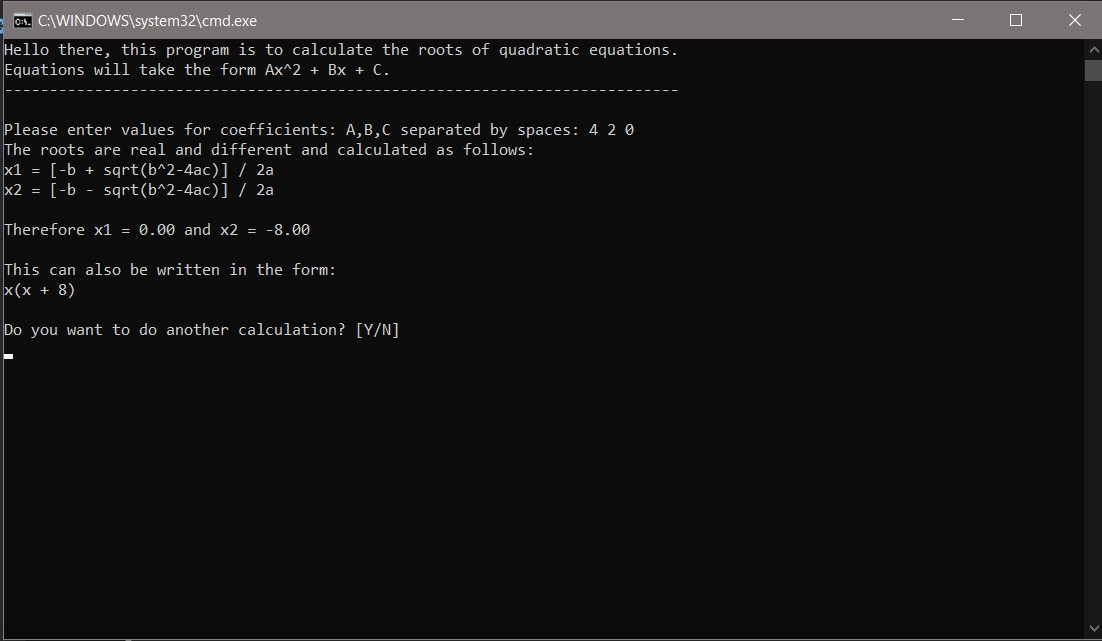 C:\WINDOWS\system32\cmd.exe
Hello there, this program is to calculate the roots of quadratic equations.
Equations will take the form Ax^2 + Bx + C.
---------------------------------------------------------------------------
Please enter values for coefficients: A,B,C separated by spaces: 4 2 0
The roots are real and different and calculated as follows:
x1 = [-b + sqrt(b^2-4ac)] / 2a
x2 = [-b - sqrt(b^2-4ac)] / 2a
Therefore x1 = 0.00 and x2 = -8.00
This can also be written in the form:
x(x + 8)
Do you want to do another calculation? [Y/N]